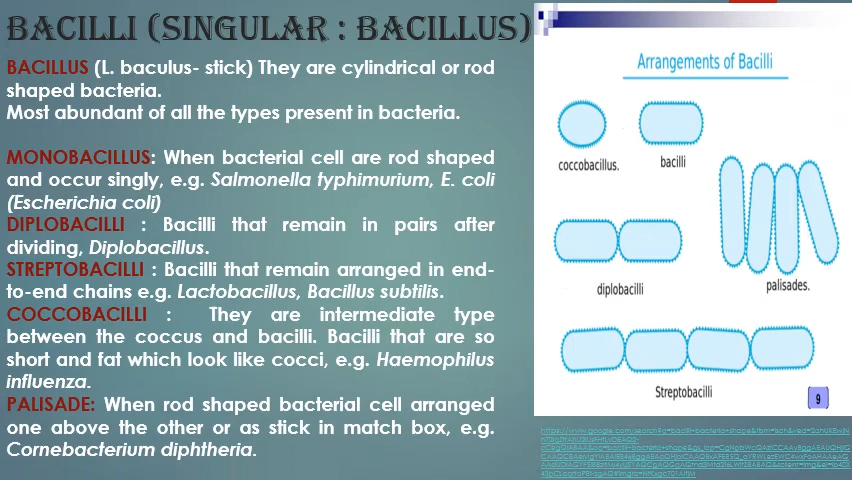 BACILLI (SINGULAR : BACILLUS)
BACILLUS (L. baculus- stick) They are cylindrical or rod
shaped bacteria.
Most abundant of all the types present in bacteria.
MONOBACILLUS: When bacterial cell are rod shaped
and occur singly, e.g. Salmonella typhimurium, E. coli
(Escherichia coli)
DIPLOBACILLI : Bacilli that remain in pairs after
dividing, Diplobacillus.
STREPTOBACILLI : Bacilli that remain arranged in end-
to-end chains e.g. Lactobacillus, Bacillus subtilis.
COCCOBACILLI : They are intermediate type
between the coccus and bacilli. Bacilli that are so
short and fat which look like cocci, e.g. Haemophilus
influenza.
PALISADE: When rod shaped bacterial cell arranged
one above the other or as stick in match box, e.g.
Cornebacterium diphtheria.
Arrangements of Bacilli
coccobacillus.
bacilli
diplobacilli
palisades.
Streptobacilli
9